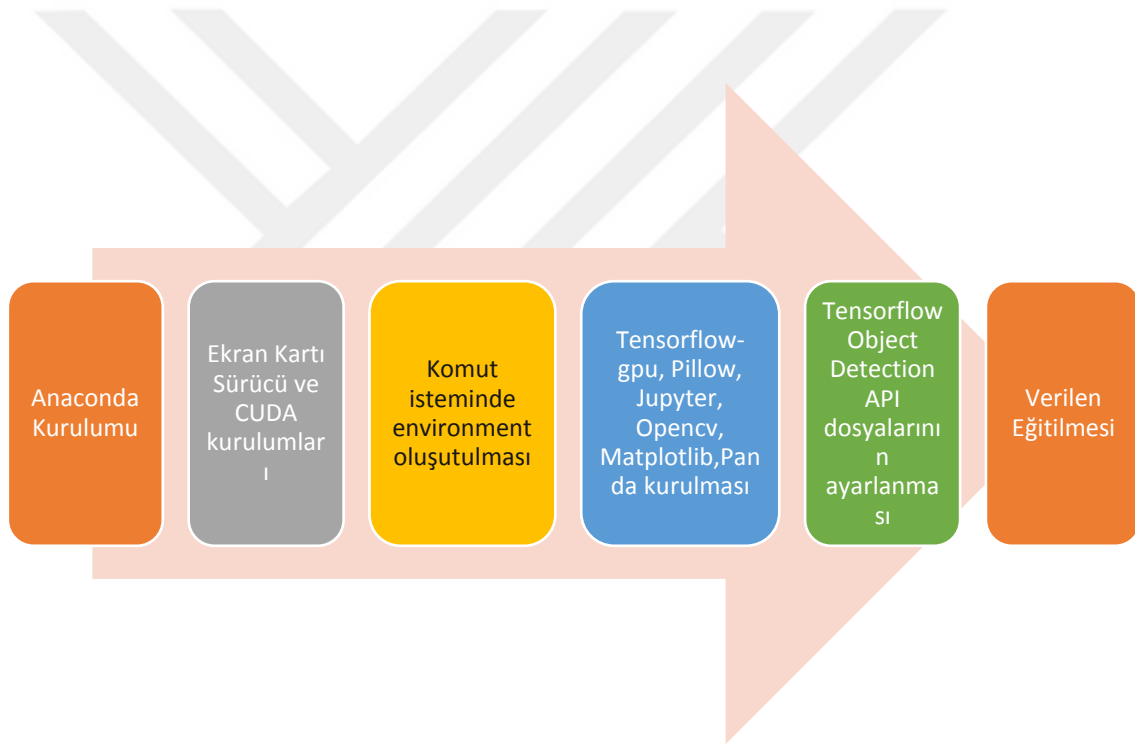 Anaconda
Kurulumu
Ekran Kartı
Sürücü ve
CUDA
kurulumlar
ı
Komut
isteminde
environment
oluşutulması
Tensorflow-
gpu, Pillow,
Jupyter,
Opencv,
Matplotlib,Pan
da kurulması
Tensorflow
Object
Detection
API
dosyalarını
n
ayarlanma
sı
Verilen
Eğitilmesi